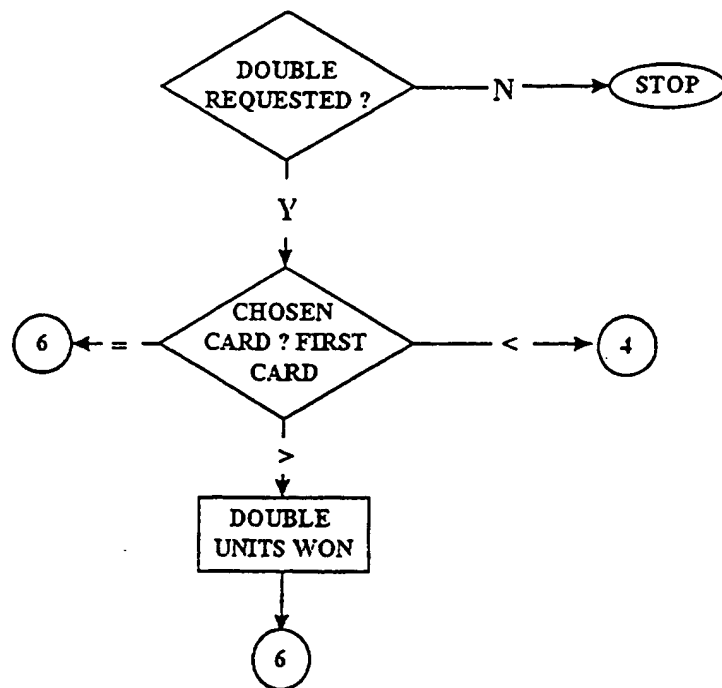 DOUBLE
REQUESTED ?
N
STOP
Y
CHOSEN
CARD ? FIRST
CARD
6
=
<
4
>
DOUBLE
UNITS WON
6